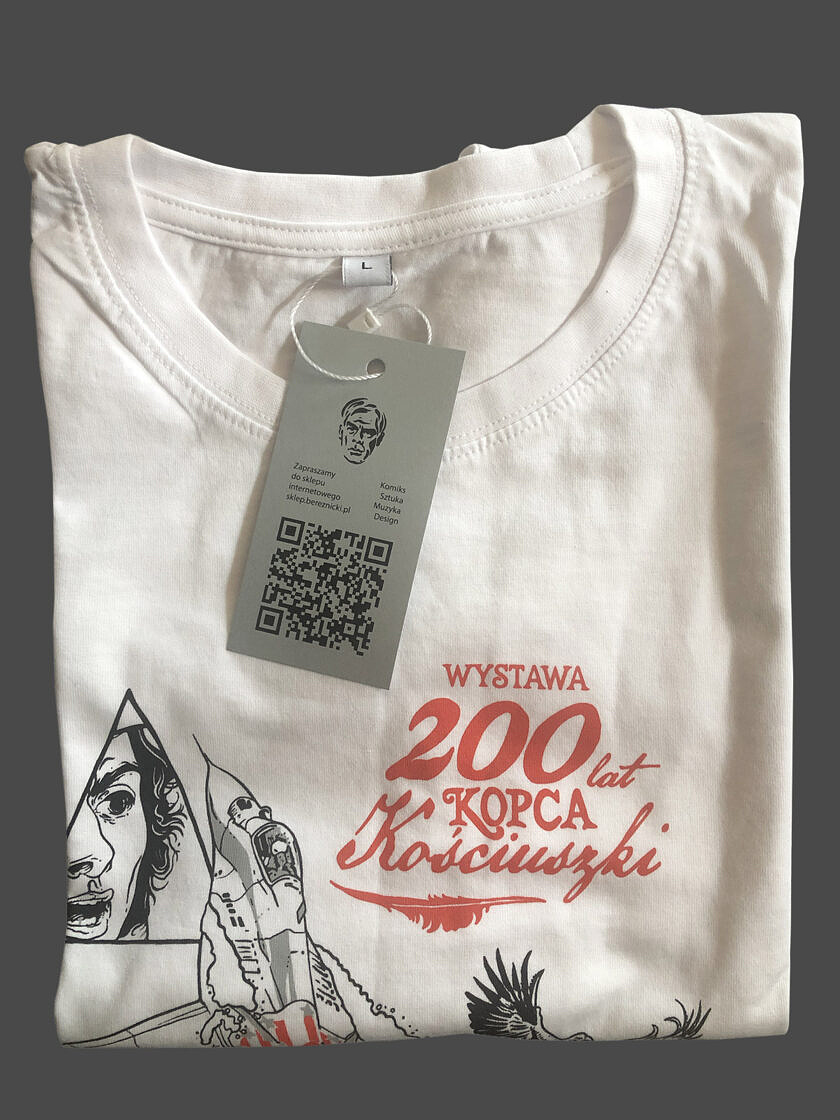 L
Zapraszamy
do sklepu
internetowego
sklep.bereznicki.pl
Komiks
Sztuka
Muzyka
Design
WYSTAWA
200 lat
KOPCA
Kościuszki